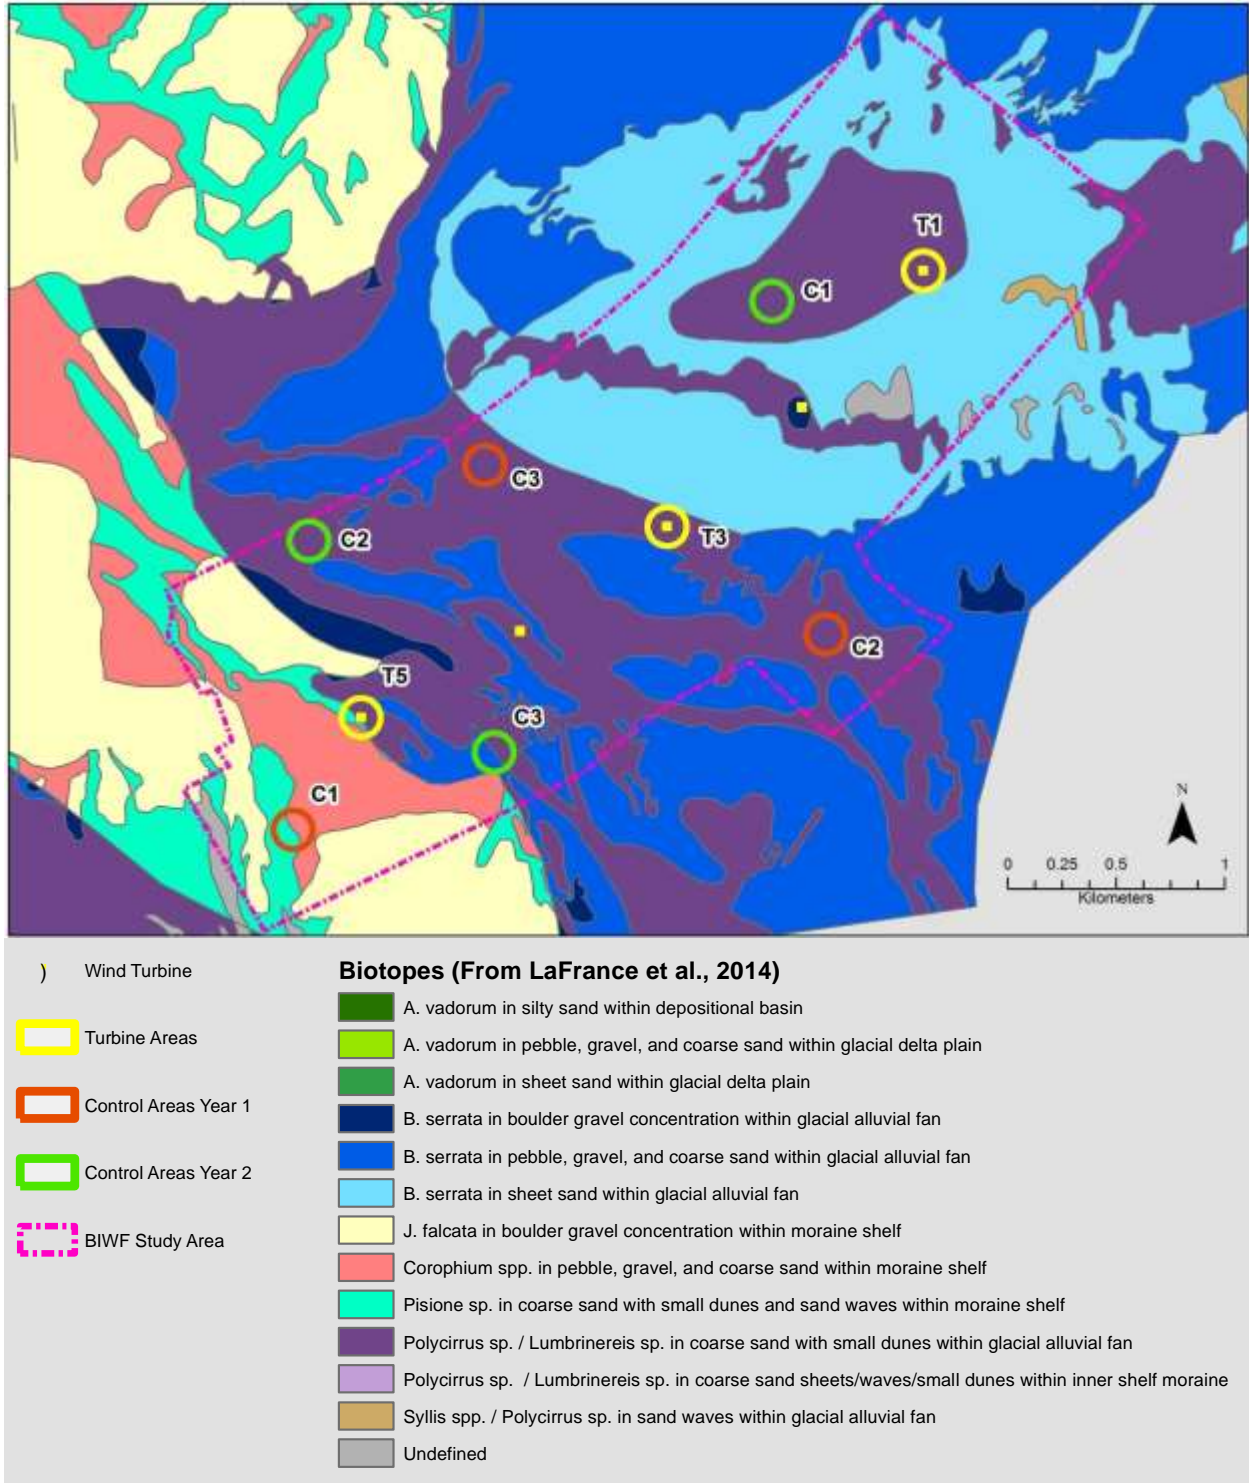 T1
C1
C3
C2
T3
C2
T5
C3
C1
N
0 0.25 0.5 1
Kilometers
) Wind Turbine
Turbine Areas
Control Areas Year 1
Control Areas Year 2
BIWF Study Area
Biotopes (From LaFrance et al., 2014)
A. vadorum in silty sand within depositional basin
A. vadorum in pebble, gravel, and coarse sand within glacial delta plain
A. vadorum in sheet sand within glacial delta plain
B. serrata in boulder gravel concentration within glacial alluvial fan
B. serrata in pebble, gravel, and coarse sand within glacial alluvial fan
B. serrata in sheet sand within glacial alluvial fan
J. falcata in boulder gravel concentration within moraine shelf
Corophium spp. in pebble, gravel, and coarse sand within moraine shelf
Pisione sp. in coarse sand with small dunes and sand waves within moraine shelf
Polycirrus sp. / Lumbrinereis sp. in coarse sand with small dunes within glacial alluvial fan
Polycirrus sp. / Lumbrinereis sp. in coarse sand sheets/waves/small dunes within inner shelf moraine
Syllis spp. / Polycirrus sp. in sand waves within glacial alluvial fan
Undefined